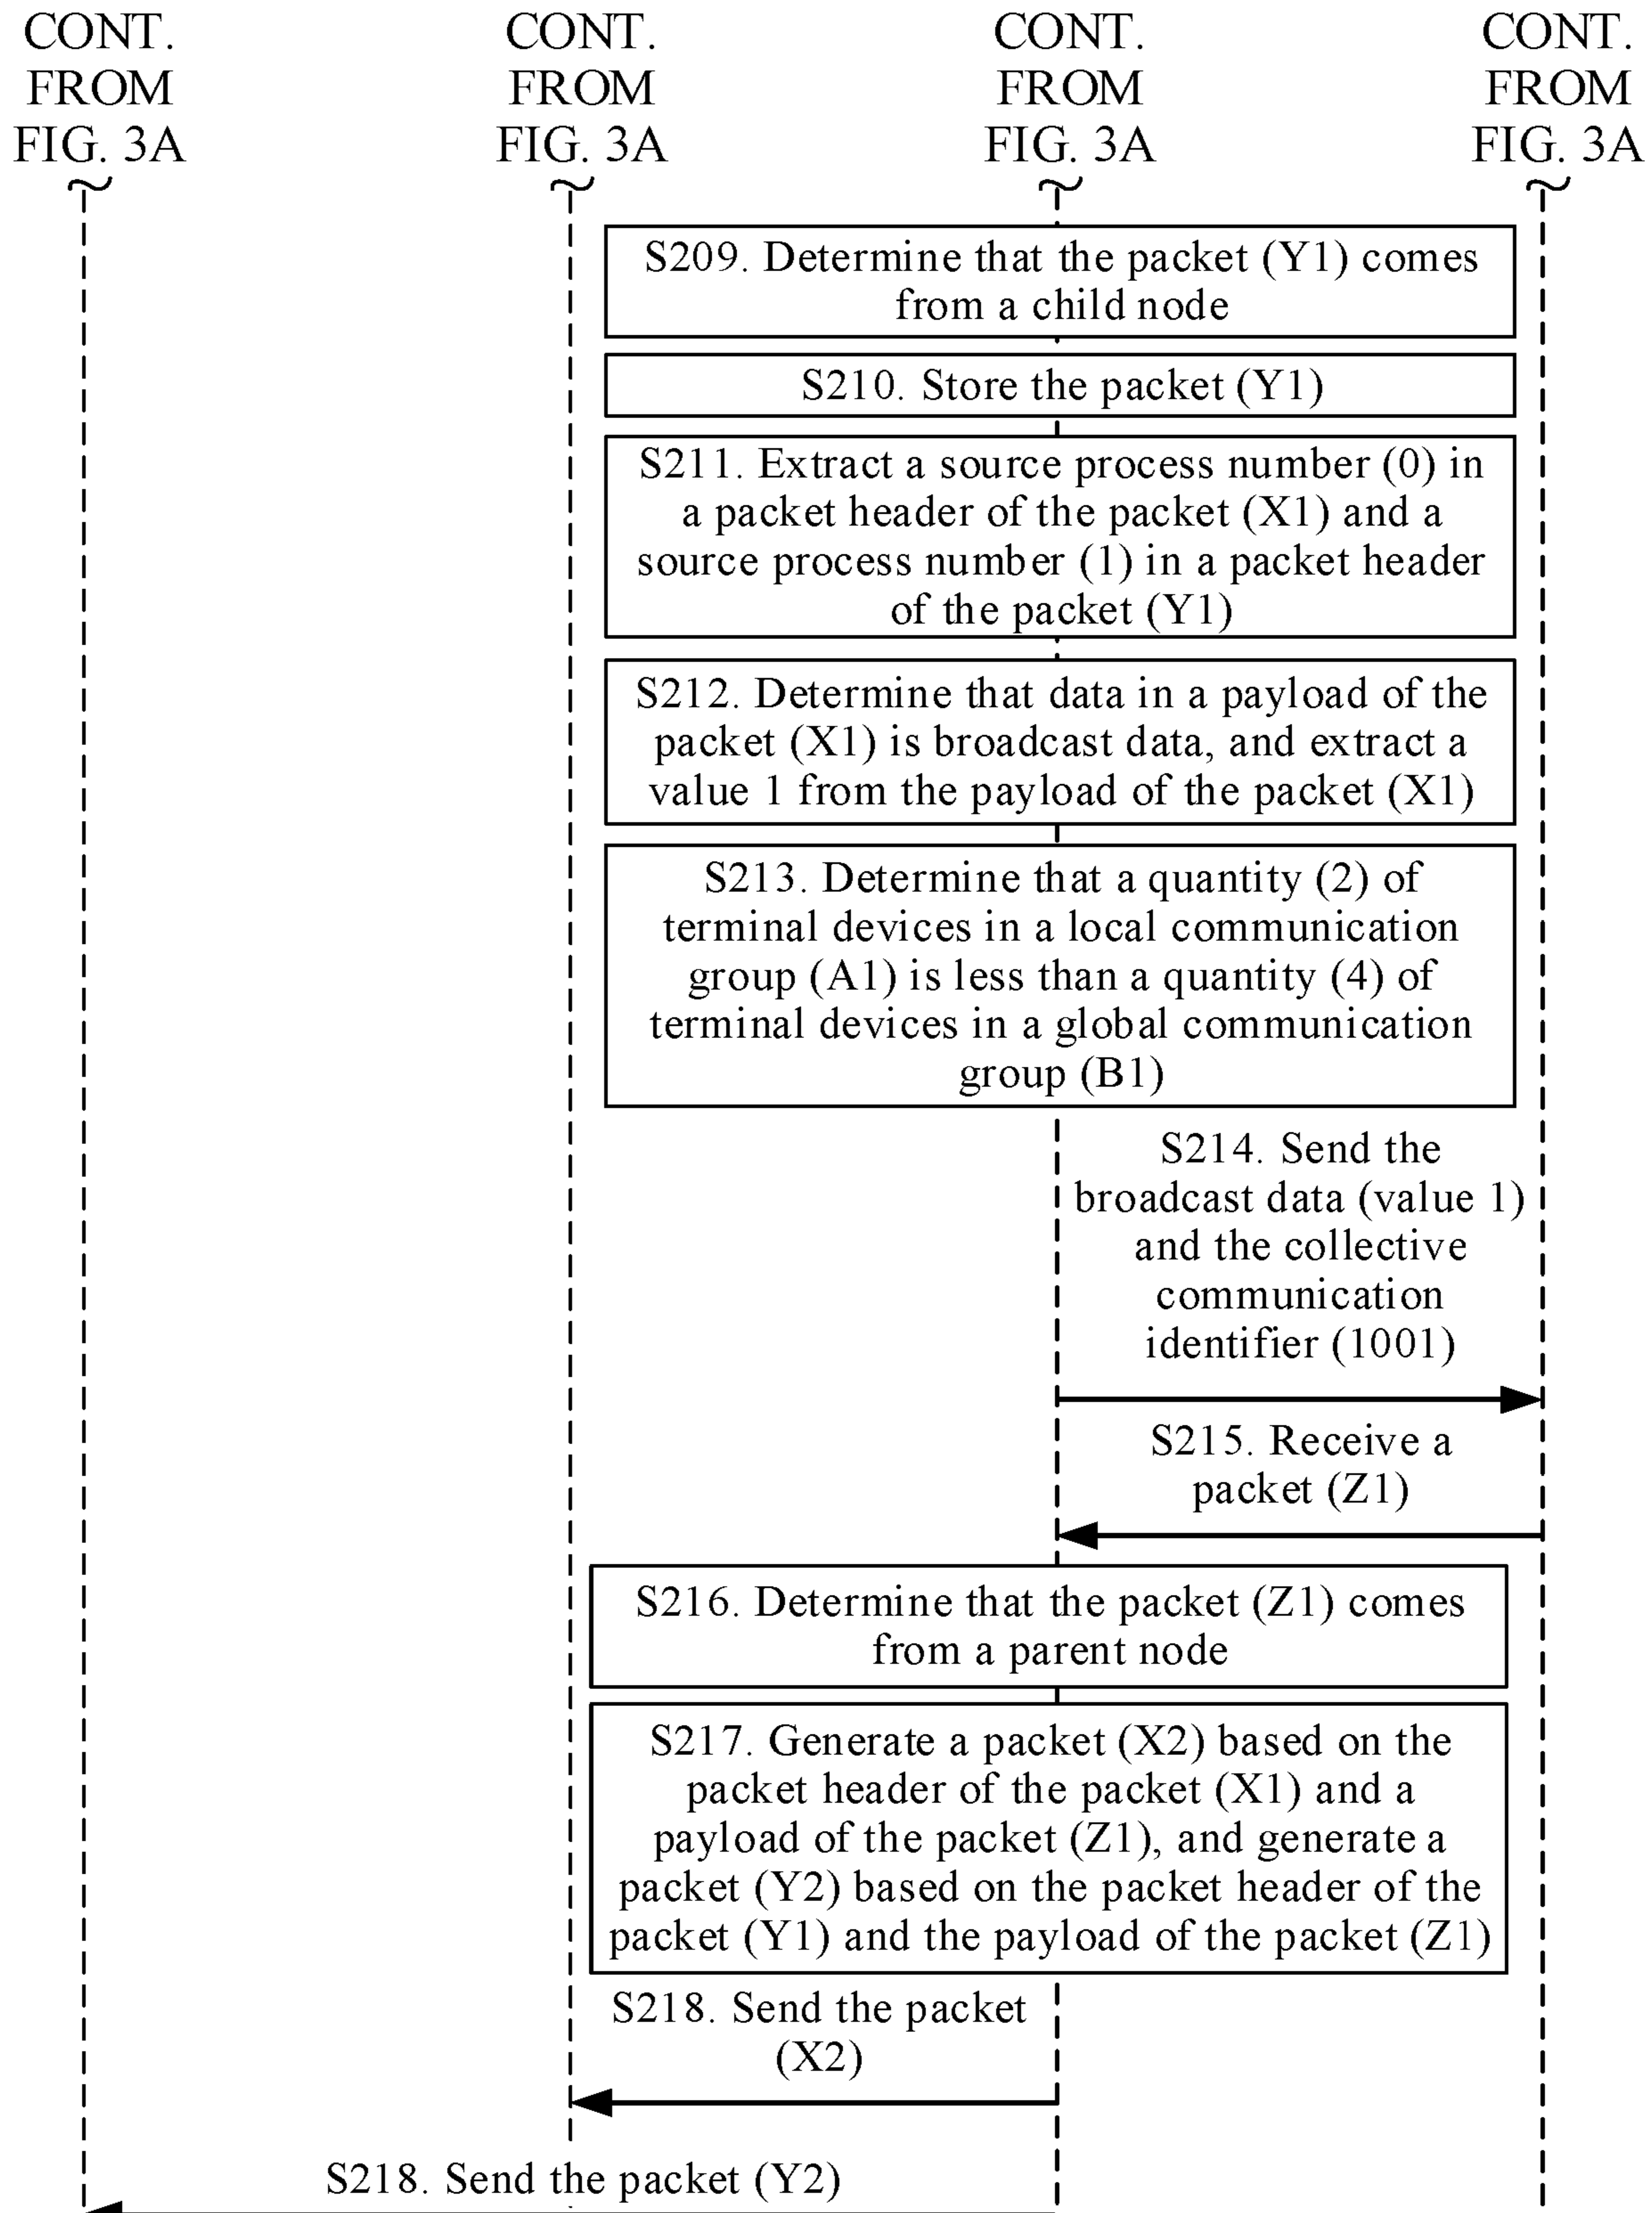 CONT. FROM FIG. 3A
CONT. FROM FIG. 3A
CONT. FROM FIG. 3A
CONT. FROM FIG. 3A
S209. Determine that the packet (Y1) comes
from a child node
S210. Store the packet (Y1)
S211. Extract a source process number (0) in
a packet header of the packet (X1) and a
source process number (1) in a packet header
of the packet (Y1)
S212. Determine that data in a payload of the
packet (X1) is broadcast data, and extract a
value 1 from the payload of the packet (X1)
S213. Determine that a quantity (2) of
terminal devices in a local communication
group (A1) is less than a quantity (4) of
terminal devices in a global communication
group (B1)
S214. Send the
broadcast data (value 1)
and the collective
communication
identifier (1001)
S215. Receive a
packet (Z1)
S216. Determine that the packet (Z1) comes
from a parent node
S217. Generate a packet (X2) based on the
packet header of the packet (X1) and a
payload of the packet (Z1), and generate a
packet (Y2) based on the packet header of the
packet (Y1) and the payload of the packet (Z1)
S218. Send the packet
(X2)
S218. Send the packet (Y2)